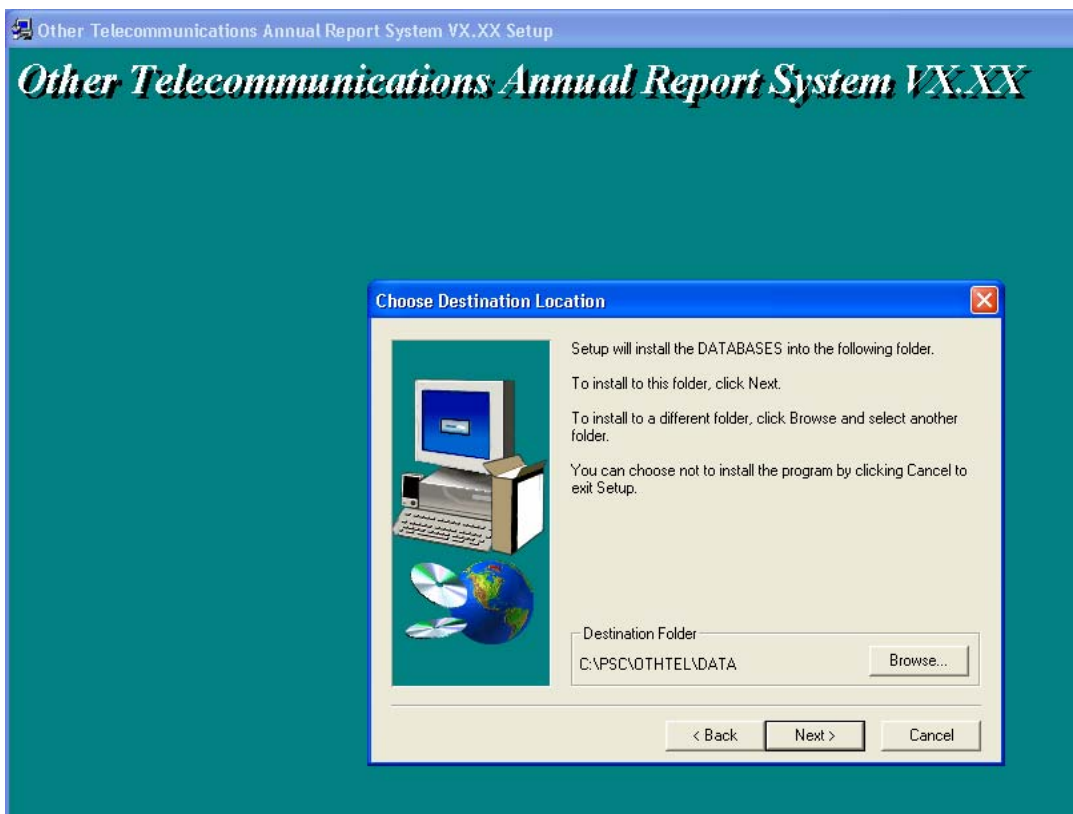 Other Telecommunications Annual Report System VX.XX Setup
Other Telecommunications Annual Report System VX.XX
Choose Destination Location
Setup will install the DATABASES into the following folder.
To install to this folder, click Next.
To install to a different folder, click Browse and select another
folder.
You can choose not to install the program by clicking Cancel to
exit Setup.
Destination Folder
C:\PSC\OTHTEL\DATA
Browse...
< Back
Next >
Cancel